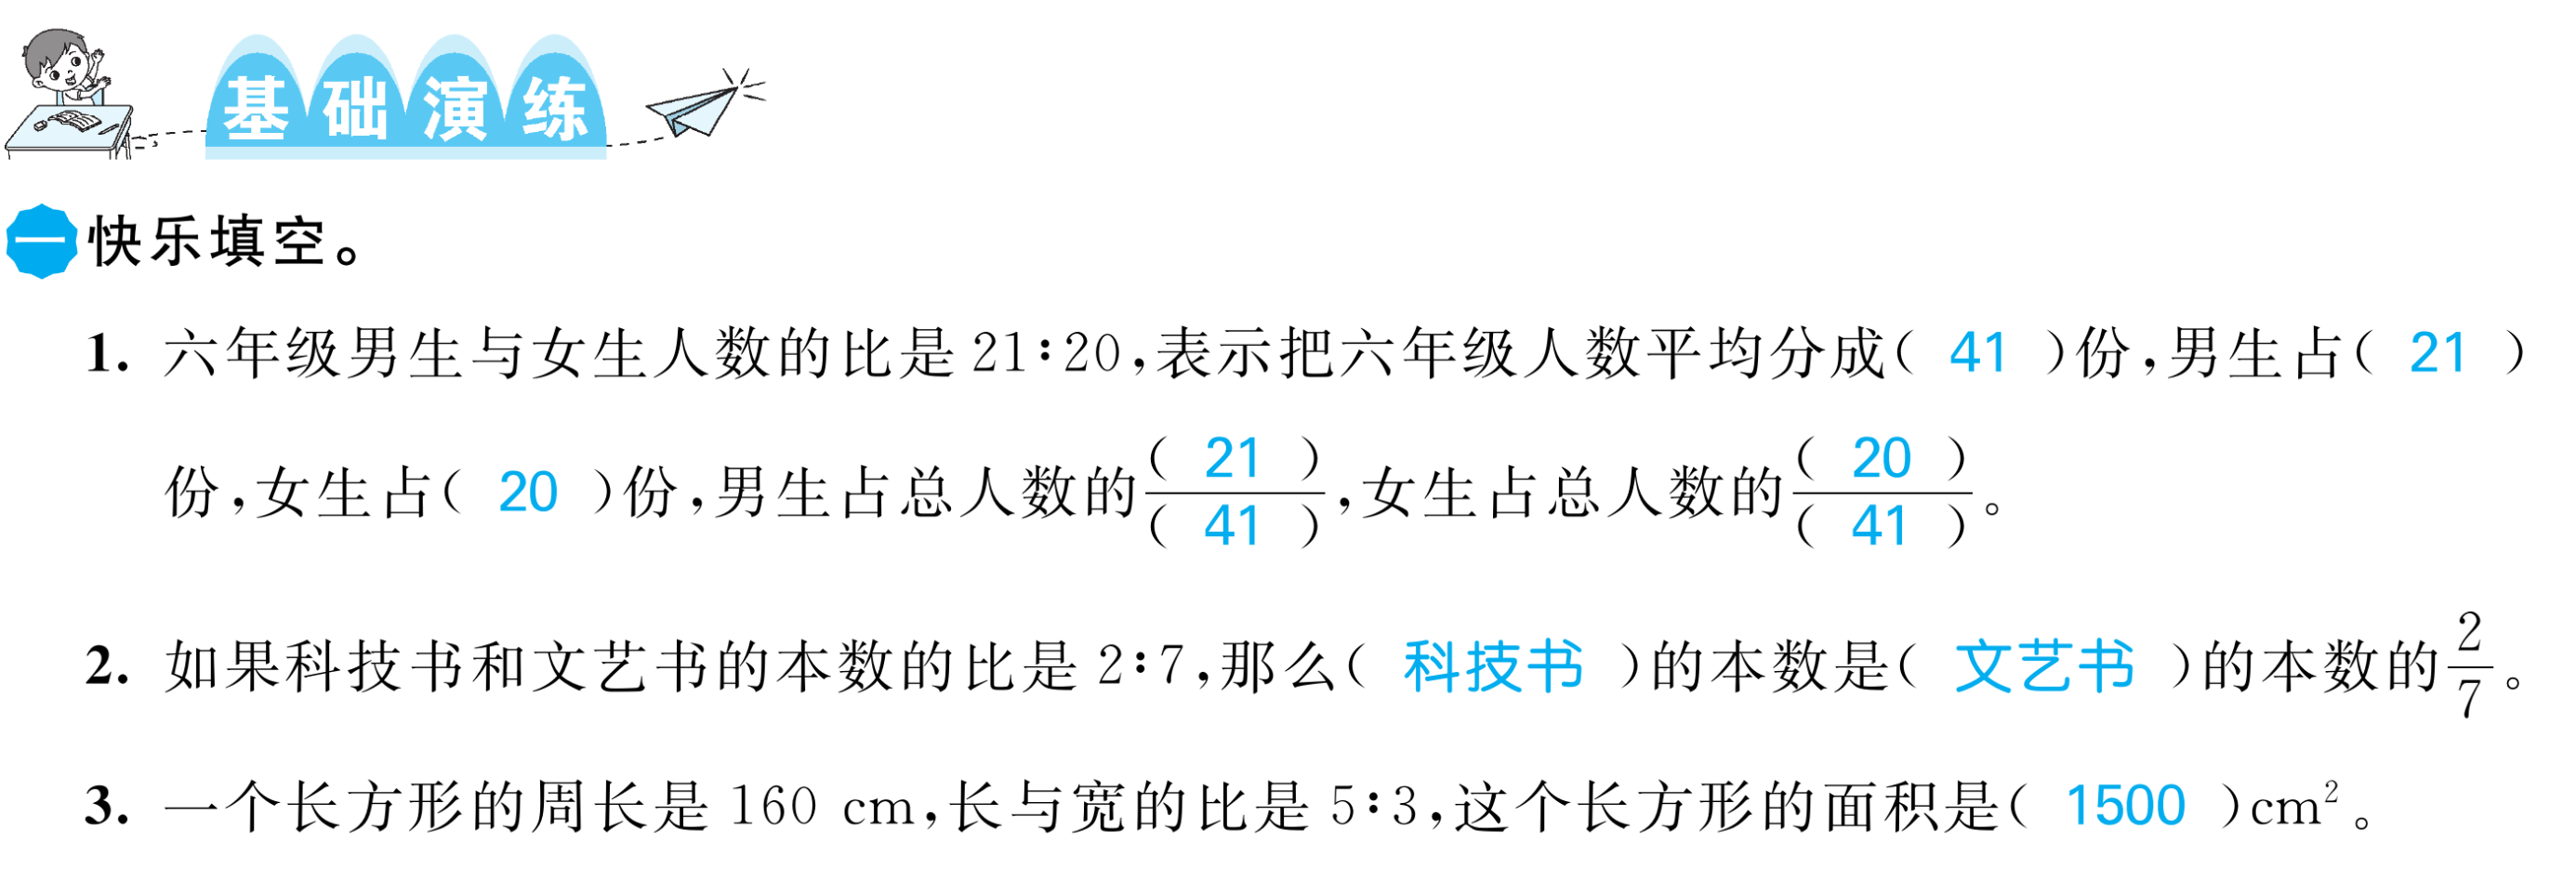 基础演练
一 快乐填空。
1. 六年级男生与女生人数的比是 21∶20,表示把六年级人数平均分成( 41 )份,男生占( 21 )
份,女生占( 20 )份,男生占总人数的( 21 )/( 41 ),女生占总人数的( 20 )/( 41 )。
2. 如果科技书和文艺书的本数的比是 2∶7,那么( 科技书 )的本数是( 文艺书 )的本数的2/7。
3. 一个长方形的周长是 160 cm,长与宽的比是 5∶3,这个长方形的面积是( 1500 )cm²。